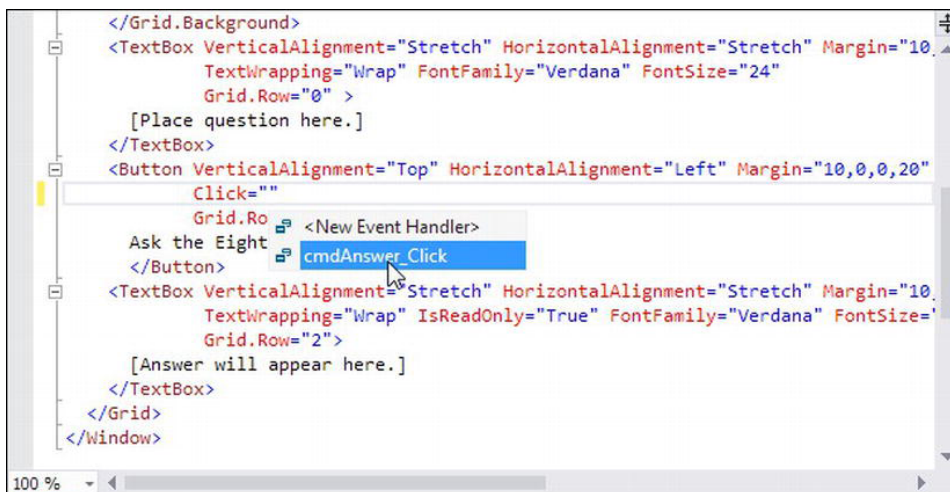 </Grid.Background>
<TextBox VerticalAlignment="Stretch" HorizontalAlignment="Stretch" Margin="10,
TextWrapping="Wrap" FontFamily="Verdana" FontSize="24"
Grid.Row="0" >
[Place question here.]
</TextBox>
<Button VerticalAlignment="Top" HorizontalAlignment="Left" Margin="10,0,0,20"
Click=""
Grid.Ro
<New Event Handler>
Ask the Eight
cmdAnswer_Click
</Button>
<TextBox VerticalAlignment="Stretch" HorizontalAlignment="Stretch" Margin="10,
TextWrapping="Wrap" IsReadOnly="True" FontFamily="Verdana" FontSize="
Grid.Row="2">
[Answer will appear here.]
</TextBox>
</Grid>
</Window>
100 %